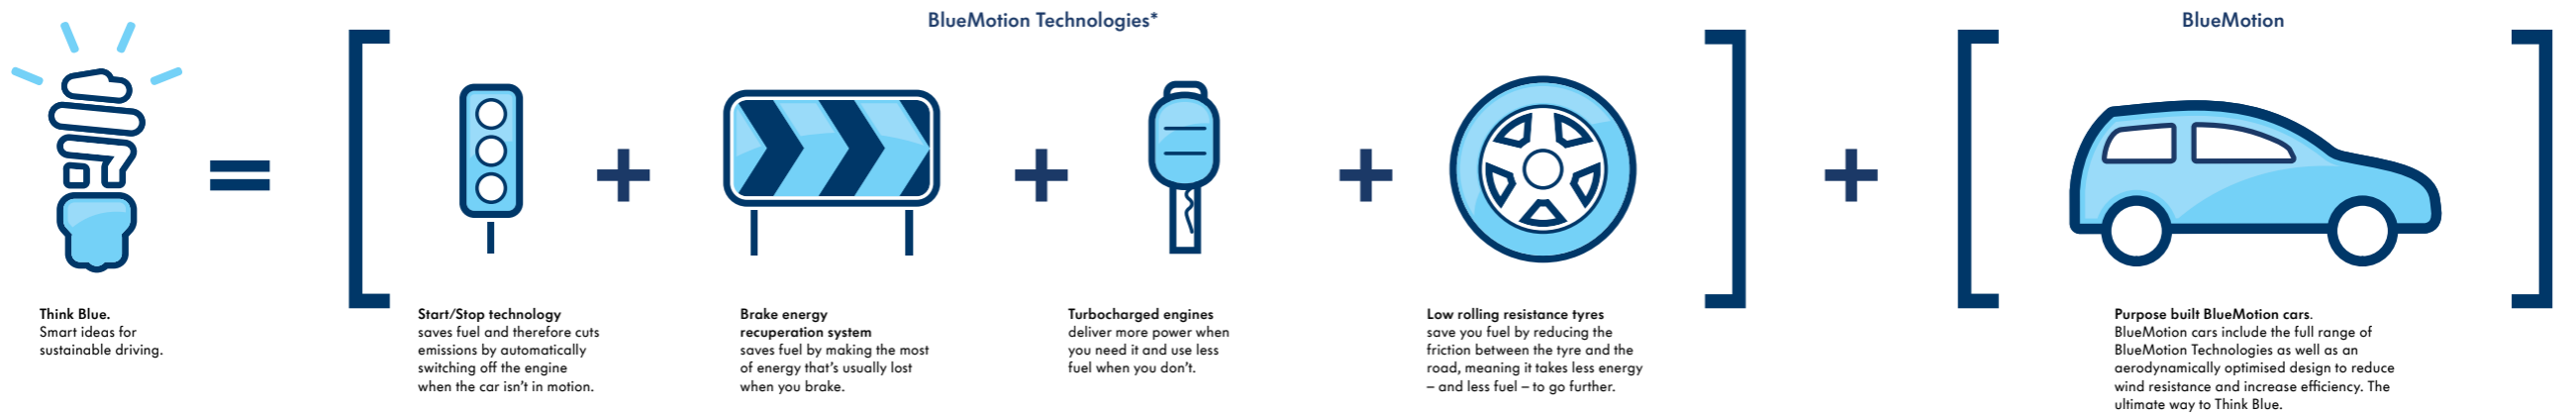 BlueMotion Technologies*
BlueMotion
Think Blue.
Smart ideas for
sustainable driving.
Start/Stop technology
saves fuel and therefore cuts
emissions by automatically
switching off the engine
when the car isn't in motion.
Brake energy
recuperation system
saves fuel by making the most
of energy that's usually lost
when you brake.
Turbocharged engines
deliver more power when
you need it and use less
fuel when you don't.
Low rolling resistance tyres
save you fuel by reducing the
friction between the tyre and the
road, meaning it takes less energy
– and less fuel – to go further.
Purpose built BlueMotion cars.
BlueMotion cars include the full range of
BlueMotion Technologies as well as an
aerodynamically optimised design to reduce
wind resistance and increase efficiency. The
ultimate way to Think Blue.